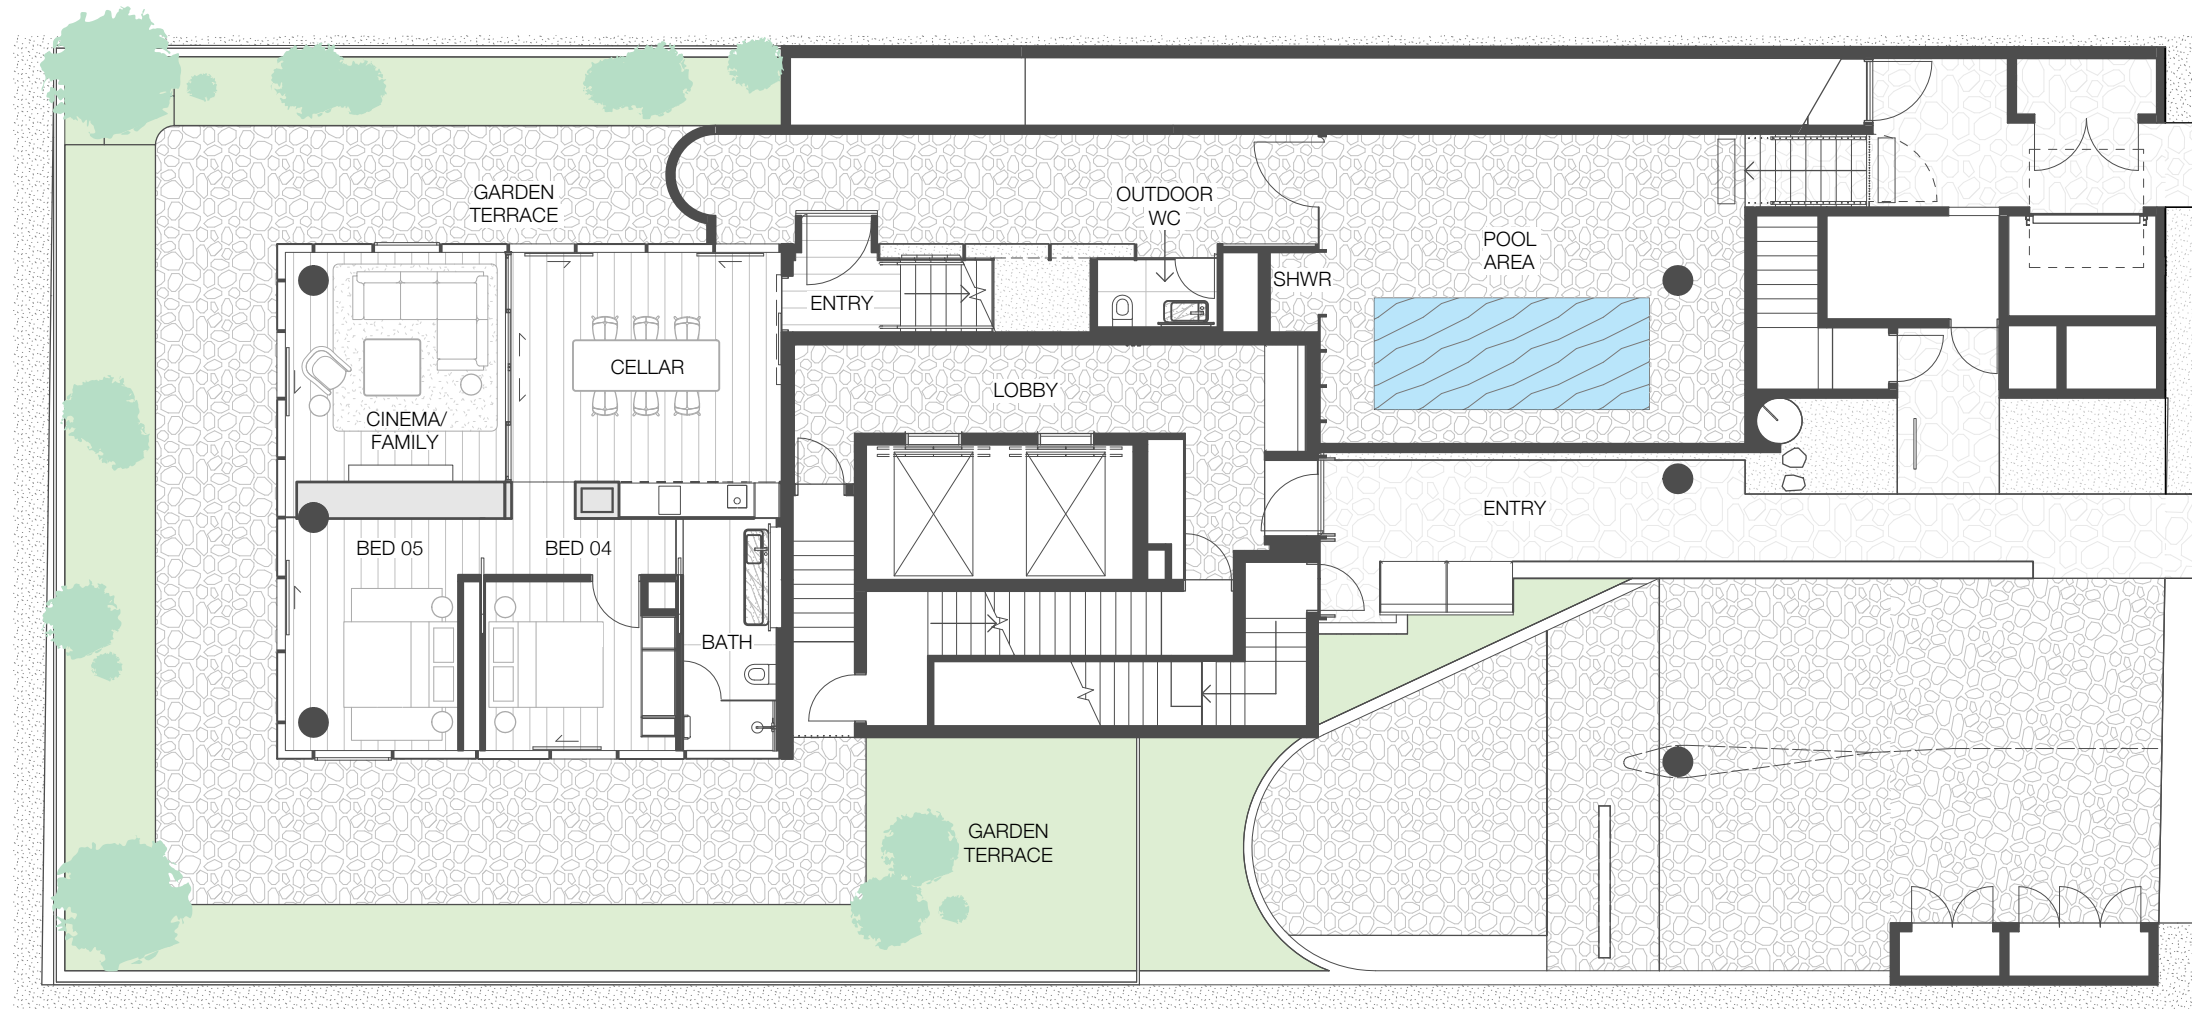 GARDEN
TERRACE
OUTDOOR
WC
POOL
AREA
SHWR
ENTRY
CELLAR
LOBBY
CINEMA/
FAMILY
ENTRY
BED 05
BED 04
BATH
GARDEN
TERRACE